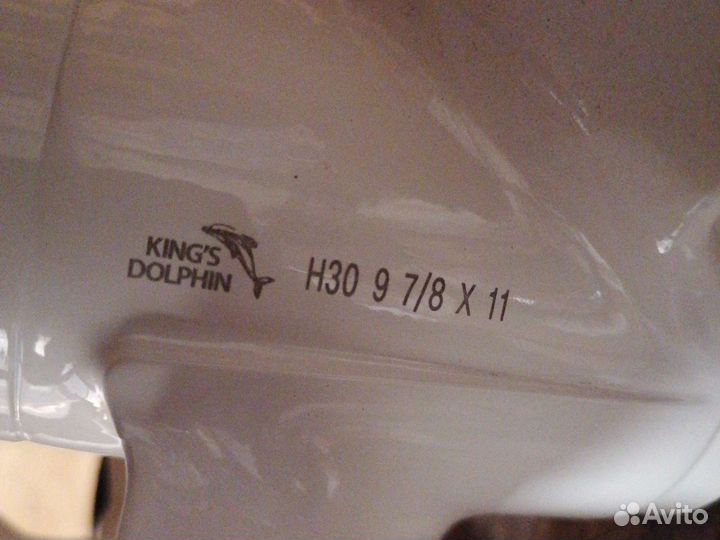 KING'S
DOLPHIN
H30 9 7/8 X 11
Avito